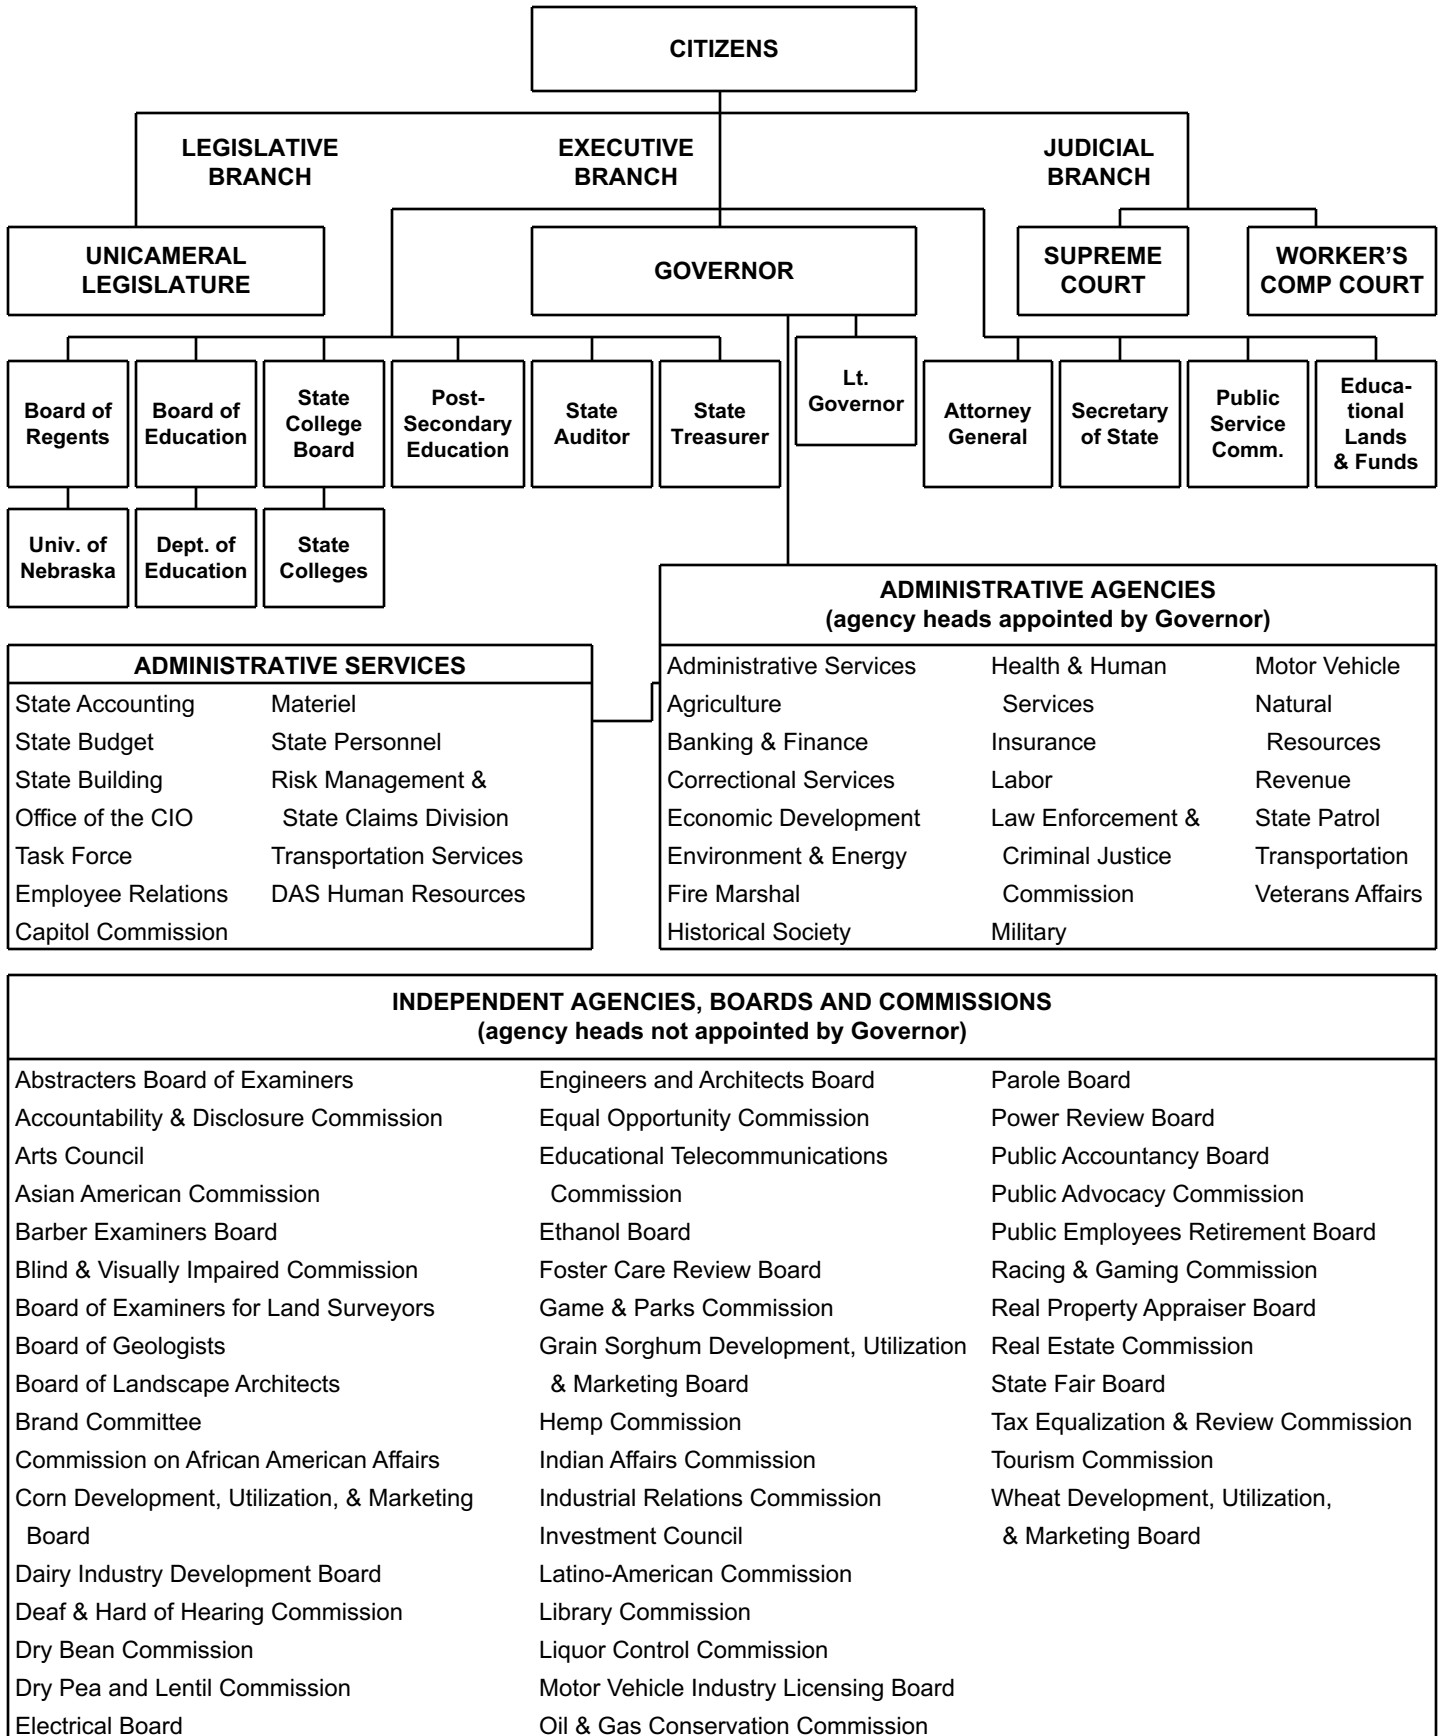 CITIZENS
LEGISLATIVE
BRANCH
EXECUTIVE
BRANCH
JUDICIAL
BRANCH
UNICAMERAL
LEGISLATURE
GOVERNOR
SUPREME
COURT
WORKER'S
COMP COURT
Board of
Regents
Board of
Education
State
College
Board
Post-
Secondary
Education
State
Auditor
State
Treasurer
Lt.
Governor
Attorney
General
Secretary
of State
Public
Service
Comm.
Educa-
tional
Lands
& Funds
Univ. of
Nebraska
Dept. of
Education
State
Colleges
ADMINISTRATIVE AGENCIES
(agency heads appointed by Governor)
Administrative Services
Agriculture
Banking & Finance
Correctional Services
Economic Development
Environment & Energy
Fire Marshal
Historical Society
Health & Human
Services
Insurance
Labor
Law Enforcement &
Criminal Justice
Commission
Military
Motor Vehicle
Natural
Resources
Revenue
State Patrol
Transportation
Veterans Affairs
ADMINISTRATIVE SERVICES
State Accounting
State Budget
State Building
Office of the CIO
Task Force
Employee Relations
Capitol Commission
Materiel
State Personnel
Risk Management &
State Claims Division
Transportation Services
DAS Human Resources
INDEPENDENT AGENCIES, BOARDS AND COMMISSIONS
(agency heads not appointed by Governor)
Abstracters Board of Examiners
Accountability & Disclosure Commission
Arts Council
Asian American Commission
Barber Examiners Board
Blind & Visually Impaired Commission
Board of Examiners for Land Surveyors
Board of Geologists
Board of Landscape Architects
Brand Committee
Commission on African American Affairs
Corn Development, Utilization, & Marketing
Board
Dairy Industry Development Board
Deaf & Hard of Hearing Commission
Dry Bean Commission
Dry Pea and Lentil Commission
Electrical Board
Engineers and Architects Board
Equal Opportunity Commission
Educational Telecommunications
Commission
Ethanol Board
Foster Care Review Board
Game & Parks Commission
Grain Sorghum Development, Utilization
& Marketing Board
Hemp Commission
Indian Affairs Commission
Industrial Relations Commission
Investment Council
Latino-American Commission
Library Commission
Liquor Control Commission
Motor Vehicle Industry Licensing Board
Oil & Gas Conservation Commission
Parole Board
Power Review Board
Public Accountancy Board
Public Advocacy Commission
Public Employees Retirement Board
Racing & Gaming Commission
Real Property Appraiser Board
Real Estate Commission
State Fair Board
Tax Equalization & Review Commission
Tourism Commission
Wheat Development, Utilization,
& Marketing Board